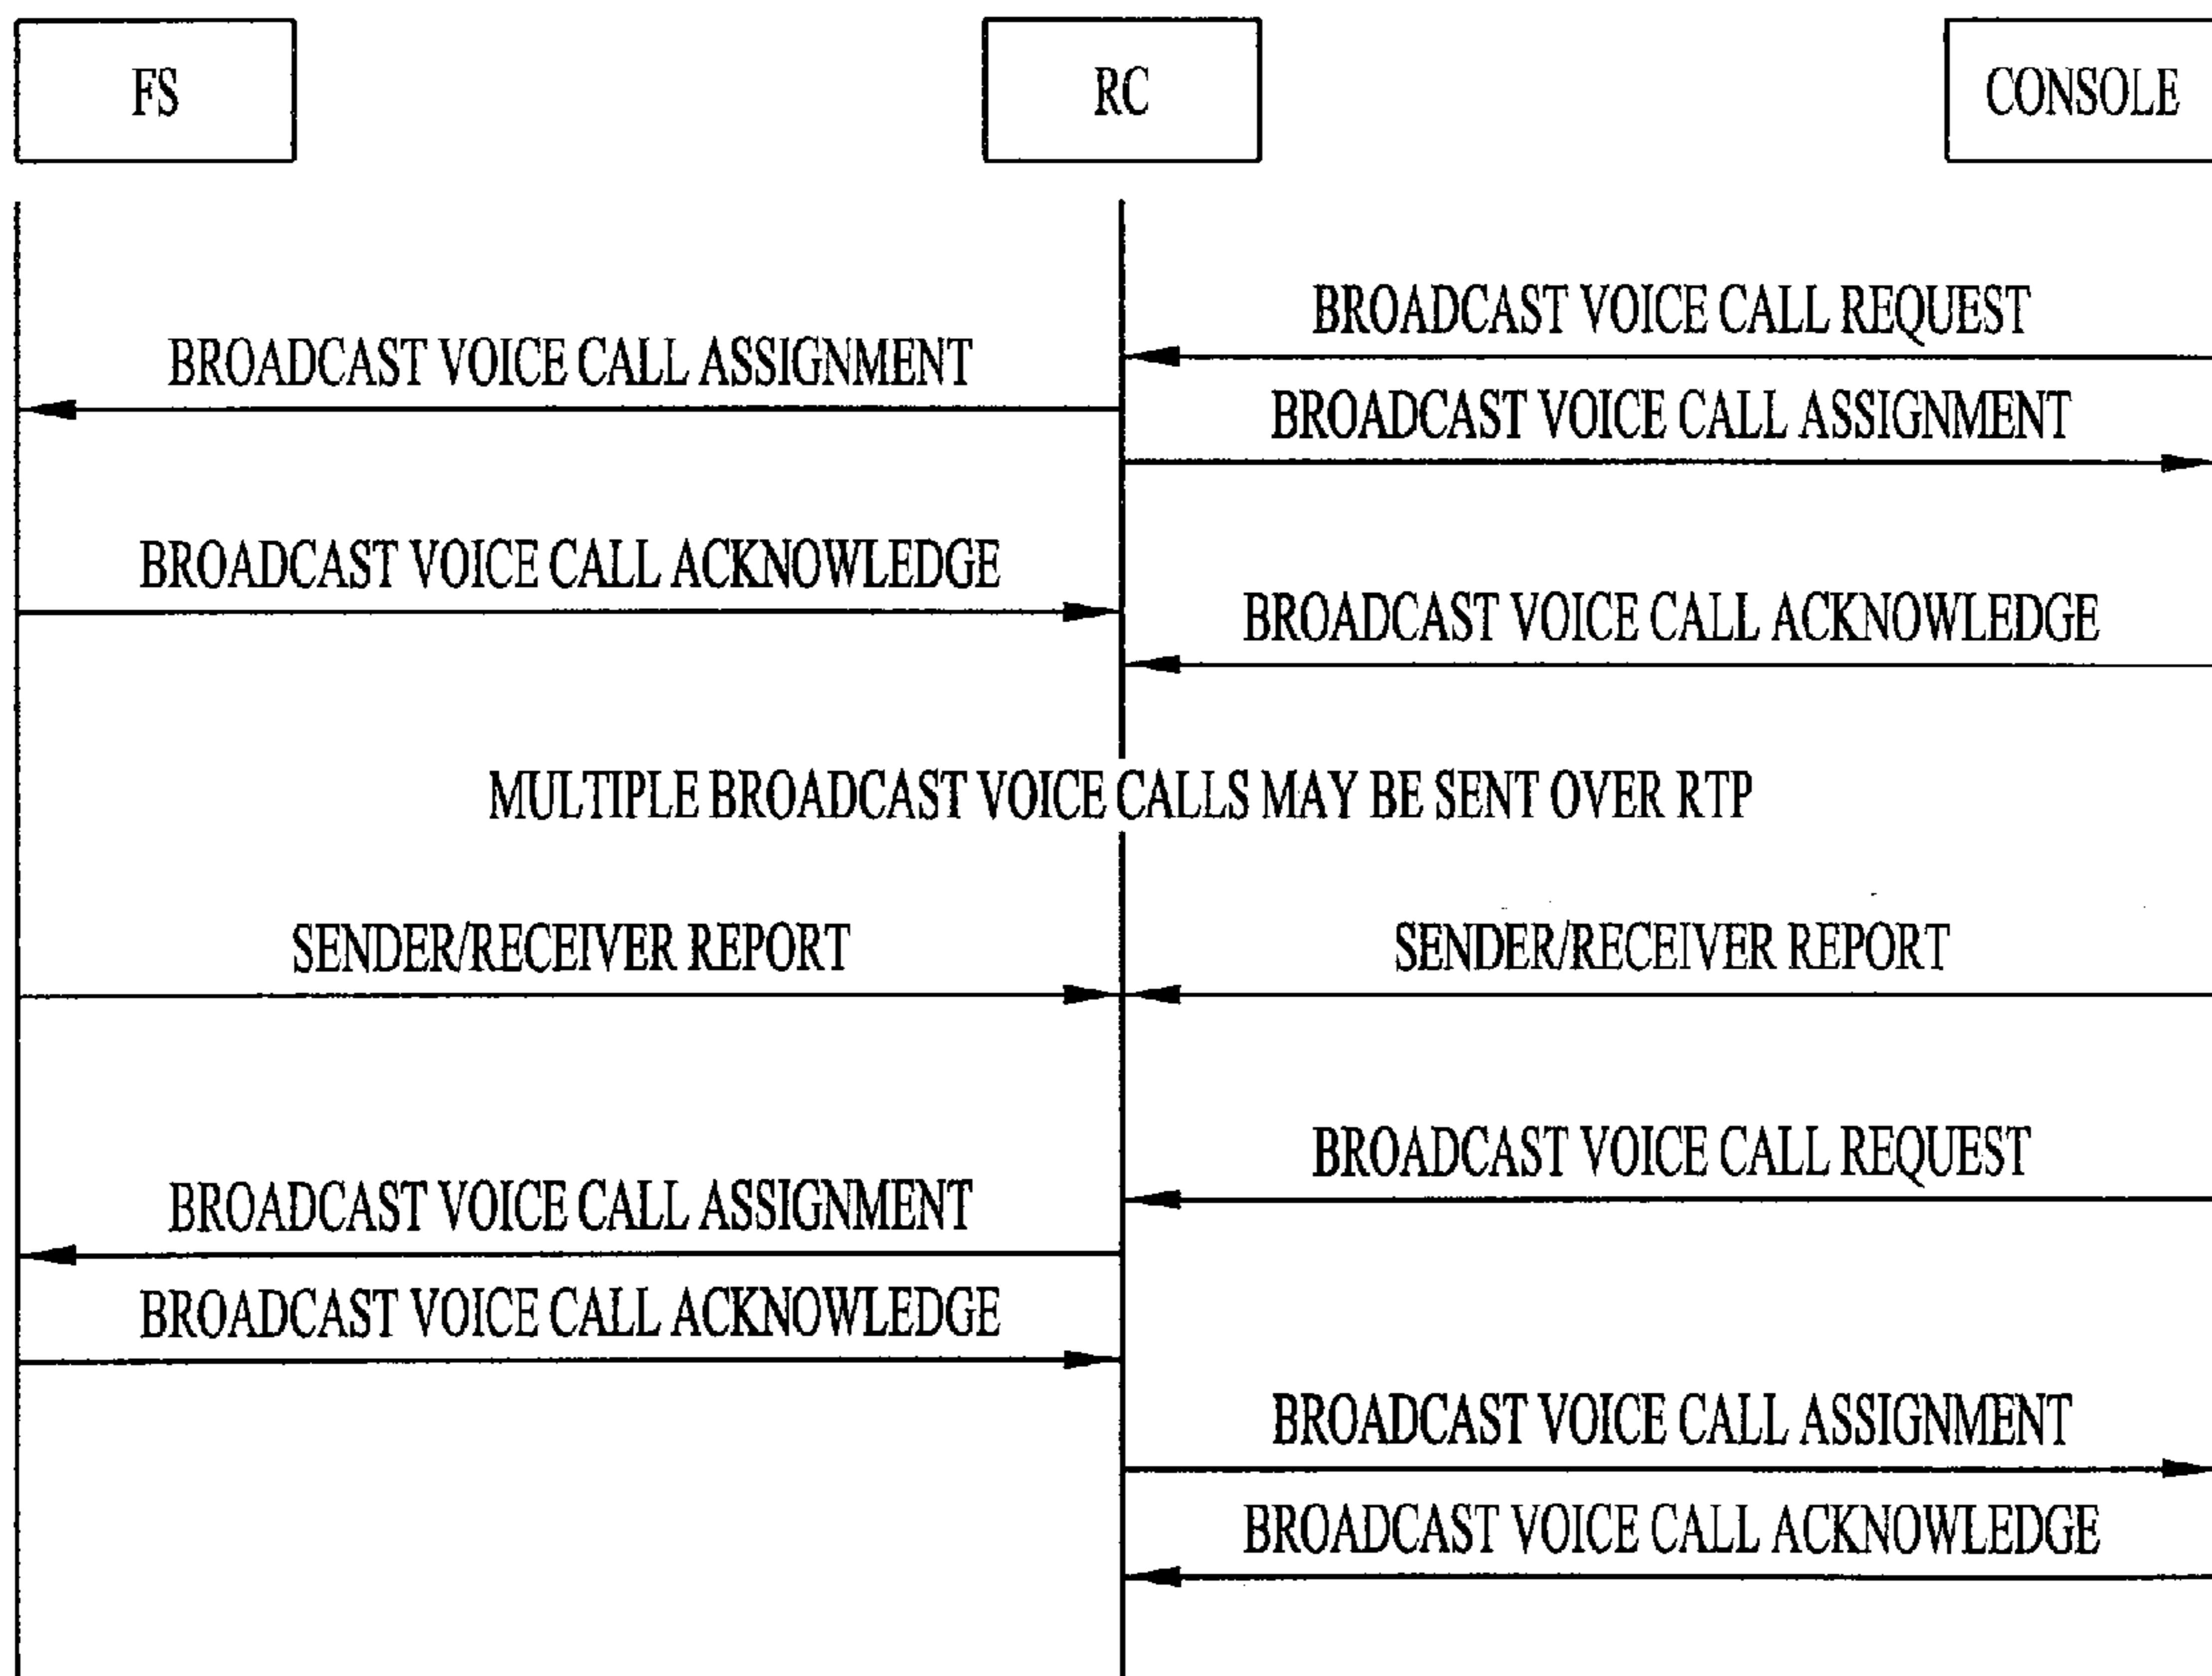 FS
RC
CONSOLE
BROADCAST VOICE CALL REQUEST
BROADCAST VOICE CALL ASSIGNMENT
BROADCAST VOICE CALL ASSIGNMENT
BROADCAST VOICE CALL ACKNOWLEDGE
BROADCAST VOICE CALL ACKNOWLEDGE
MULTIPLE BROADCAST VOICE CALLS MAY BE SENT OVER RTP
SENDER/RECEIVER REPORT
SENDER/RECEIVER REPORT
BROADCAST VOICE CALL REQUEST
BROADCAST VOICE CALL ASSIGNMENT
BROADCAST VOICE CALL ACKNOWLEDGE
BROADCAST VOICE CALL ASSIGNMENT
BROADCAST VOICE CALL ACKNOWLEDGE